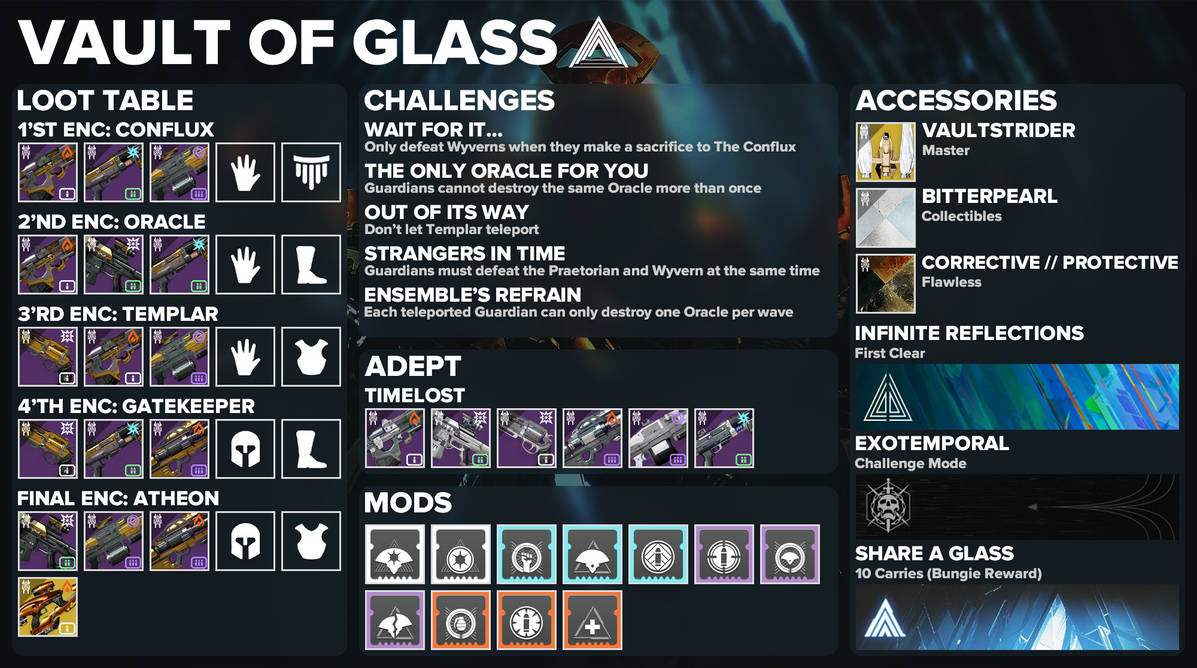 VAULT OF GLASS
LOOT TABLE
1'ST ENC: CONFLUX
2'ND ENC: ORACLE
3'RD ENC: TEMPLAR
4'TH ENC: GATEKEEPER
FINAL ENC: ATHEON
CHALLENGES
WAIT FOR IT...
Only defeat Wyverns when they make a sacrifice to The Conflux
THE ONLY ORACLE FOR YOU
Guardians cannot destroy the same Oracle more than once
OUT OF ITS WAY
Don't let Templar teleport
STRANGERS IN TIME
Guardians must defeat the Praetorian and Wyvern at the same time
ENSEMBLE'S REFRAIN
Each teleported Guardian can only destroy one Oracle per wave
ADEPT
TIMELOST
MODS
ACCESSORIES
VAULTSTRIDER
Master
BITTERPEARL
Collectibles
CORRECTIVE // PROTECTIVE
Flawless
INFINITE REFLECTIONS
First Clear
EXOTEMPORAL
Challenge Mode
SHARE A GLASS
10 Carries (Bungie Reward)